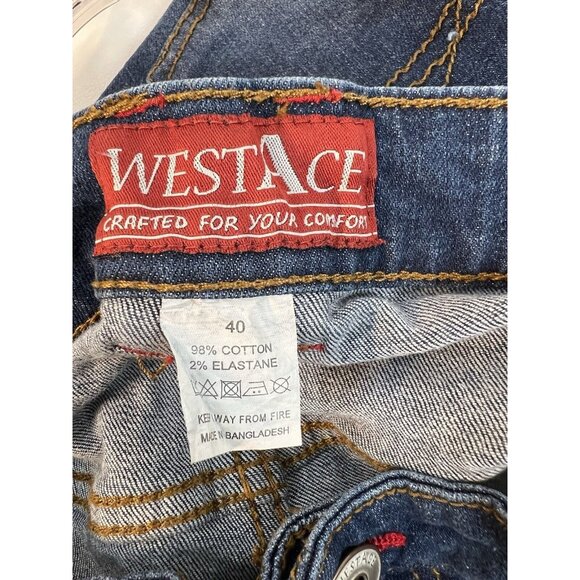 WESTACE
CRAFTED FOR YOUR COMFORT
40
98% COTTON
2% ELASTANE
KEEP AWAY FROM FIRE
MADE IN BANGLADESH